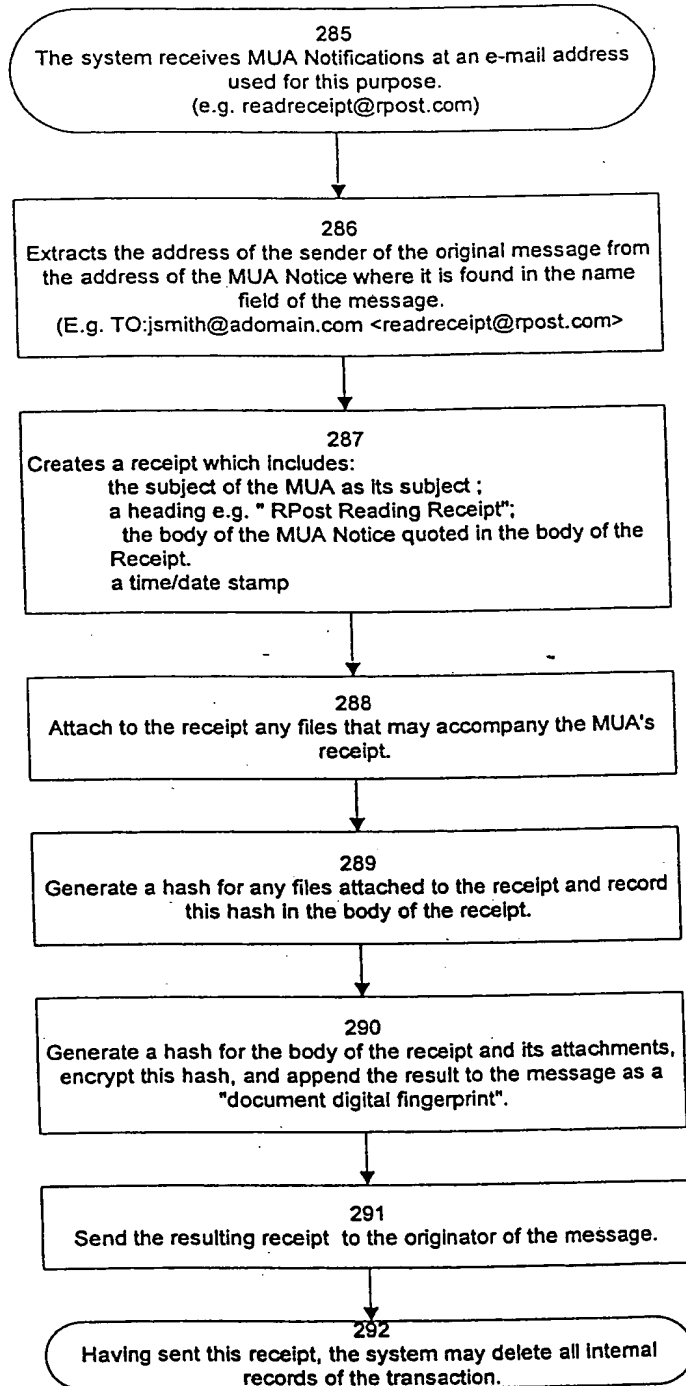 285
The system receives MUA Notifications at an e-mail address
used for this purpose.
(e.g. readreceipt@rpost.com)
286
Extracts the address of the sender of the original message from
the address of the MUA Notice where it is found in the name
field of the message.
(E.g. TO:jsmith@adomain.com <readreceipt@rpost.com>
287
Creates a receipt which includes:
the subject of the MUA as its subject ;
a heading e.g. " RPost Reading Receipt";
the body of the MUA Notice quoted in the body of the
Receipt.
a time/date stamp
288
Attach to the receipt any files that may accompany the MUA's
receipt.
289
Generate a hash for any files attached to the receipt and record
this hash in the body of the receipt.
290
Generate a hash for the body of the receipt and its attachments,
encrypt this hash, and append the result to the message as a
"document digital fingerprint".
291
Send the resulting receipt to the originator of the message.
292
Having sent this receipt, the system may delete all internal
records of the transaction.